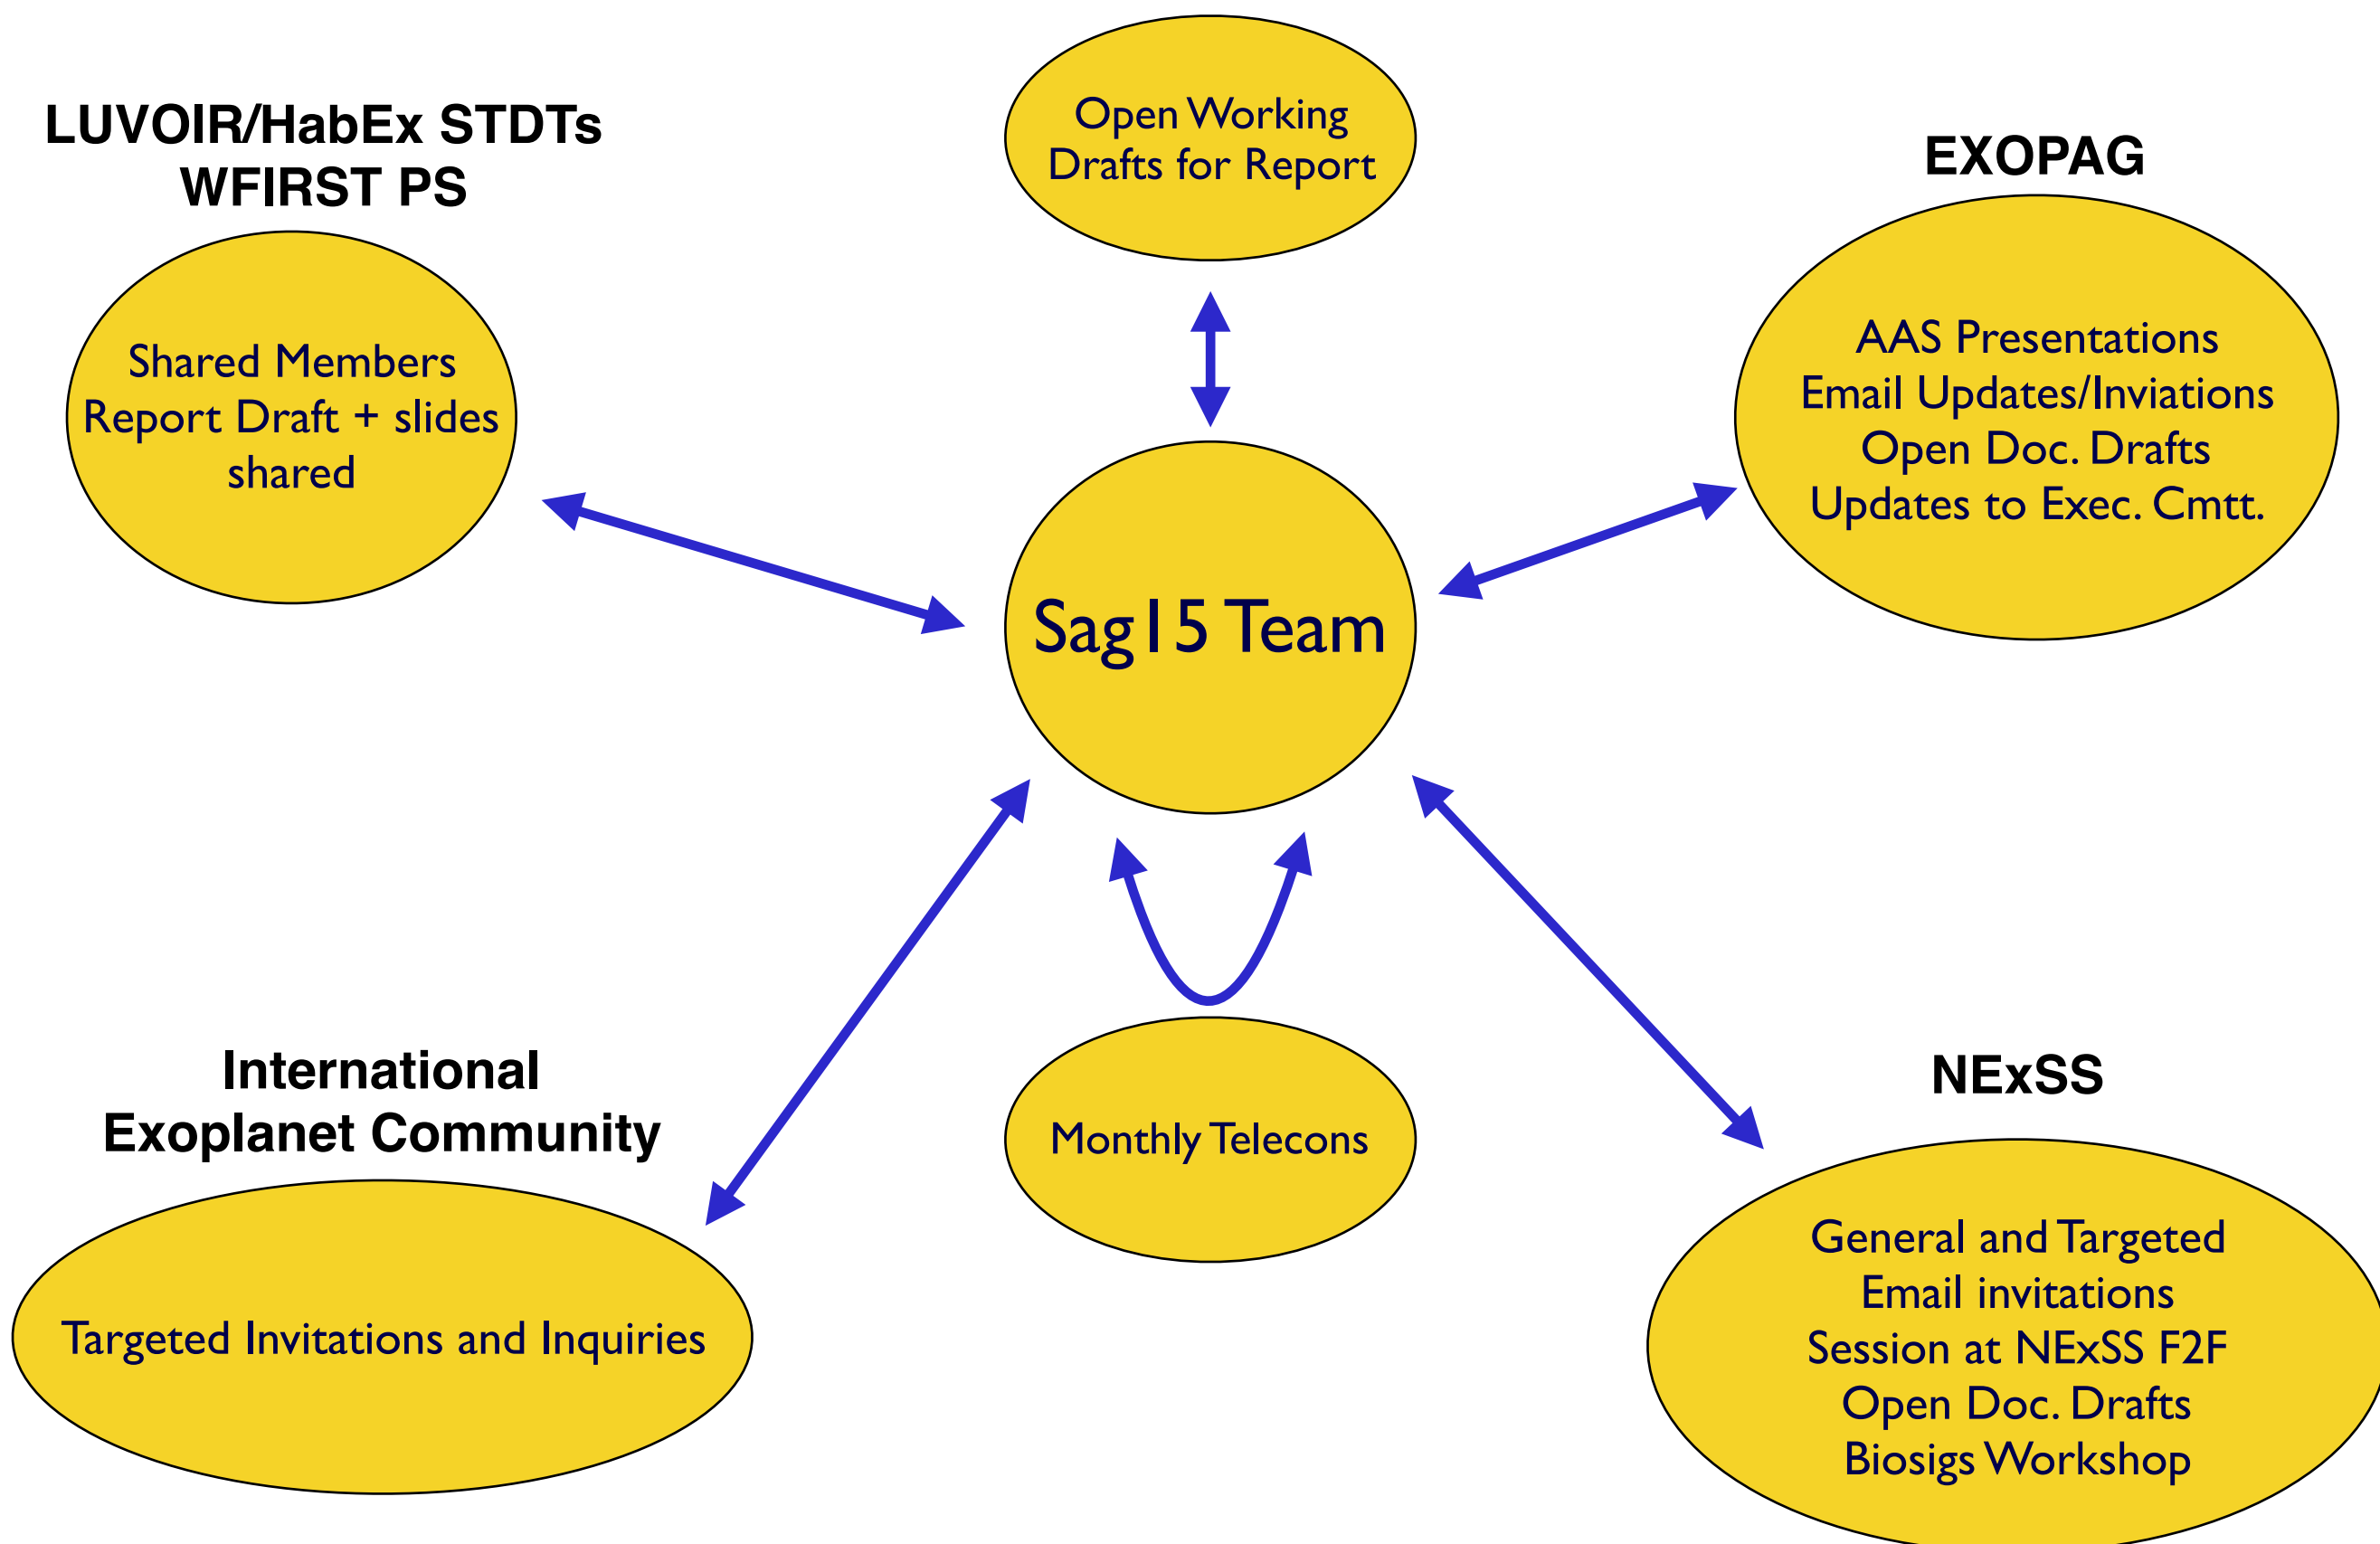 LUVOIR/HabEx STDTs
WFIRST PS
Shared Members
Report Draft + slides
shared
Open Working
Drafts for Report
EXOPAG
AAS Presentations
Email Updates/Inviations
Open Doc. Drafts
Updates to Exec. Cmtt.
Sag15 Team
International
Exoplanet Community
Targeted Invitations and Inquiries
Monthly Telecons
NExSS
General and Targeted
Email invitations
Session at NExSS F2F
Open Doc. Drafts
Biosigs Workshop